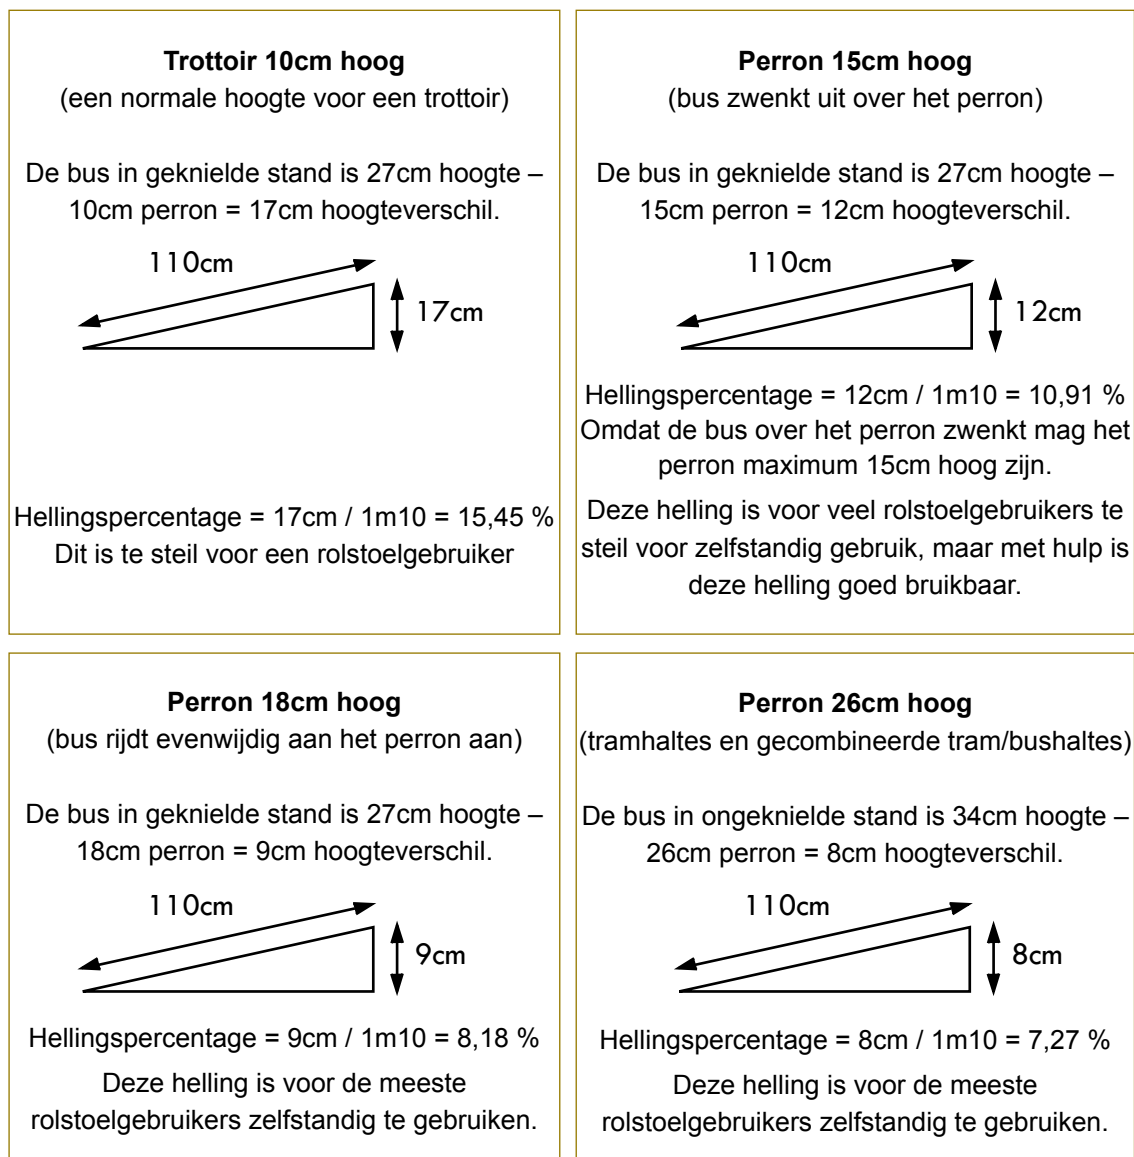 Trottoir 10cm hoog
(een normale hoogte voor een trottoir)
De bus in geknielde stand is 27cm hoogte –
10cm perron = 17cm hoogteverschil.
110cm
17cm
Hellingspercentage = 17cm / 1m10 = 15,45 %
Dit is te steil voor een rolstoelgebruiker
Perron 15cm hoog
(bus zwenkt uit over het perron)
De bus in geknielde stand is 27cm hoogte –
15cm perron = 12cm hoogteverschil.
110cm
12cm
Hellingspercentage = 12cm / 1m10 = 10,91 %
Omdat de bus over het perron zwenkt mag het
perron maximum 15cm hoog zijn.
Deze helling is voor veel rolstoelgebruikers te
steil voor zelfstandig gebruik, maar met hulp is
deze helling goed bruikbaar.
Perron 18cm hoog
(bus rijdt evenwijdig aan het perron aan)
De bus in geknielde stand is 27cm hoogte –
18cm perron = 9cm hoogteverschil.
110cm
9cm
Hellingspercentage = 9cm / 1m10 = 8,18 %
Deze helling is voor de meeste
rolstoelgebruikers zelfstandig te gebruiken.
Perron 26cm hoog
(tramhaltes en gecombineerde tram/bushaltes)
De bus in ongeknielde stand is 34cm hoogte –
26cm perron = 8cm hoogteverschil.
110cm
8cm
Hellingspercentage = 8cm / 1m10 = 7,27 %
Deze helling is voor de meeste
rolstoelgebruikers zelfstandig te gebruiken.